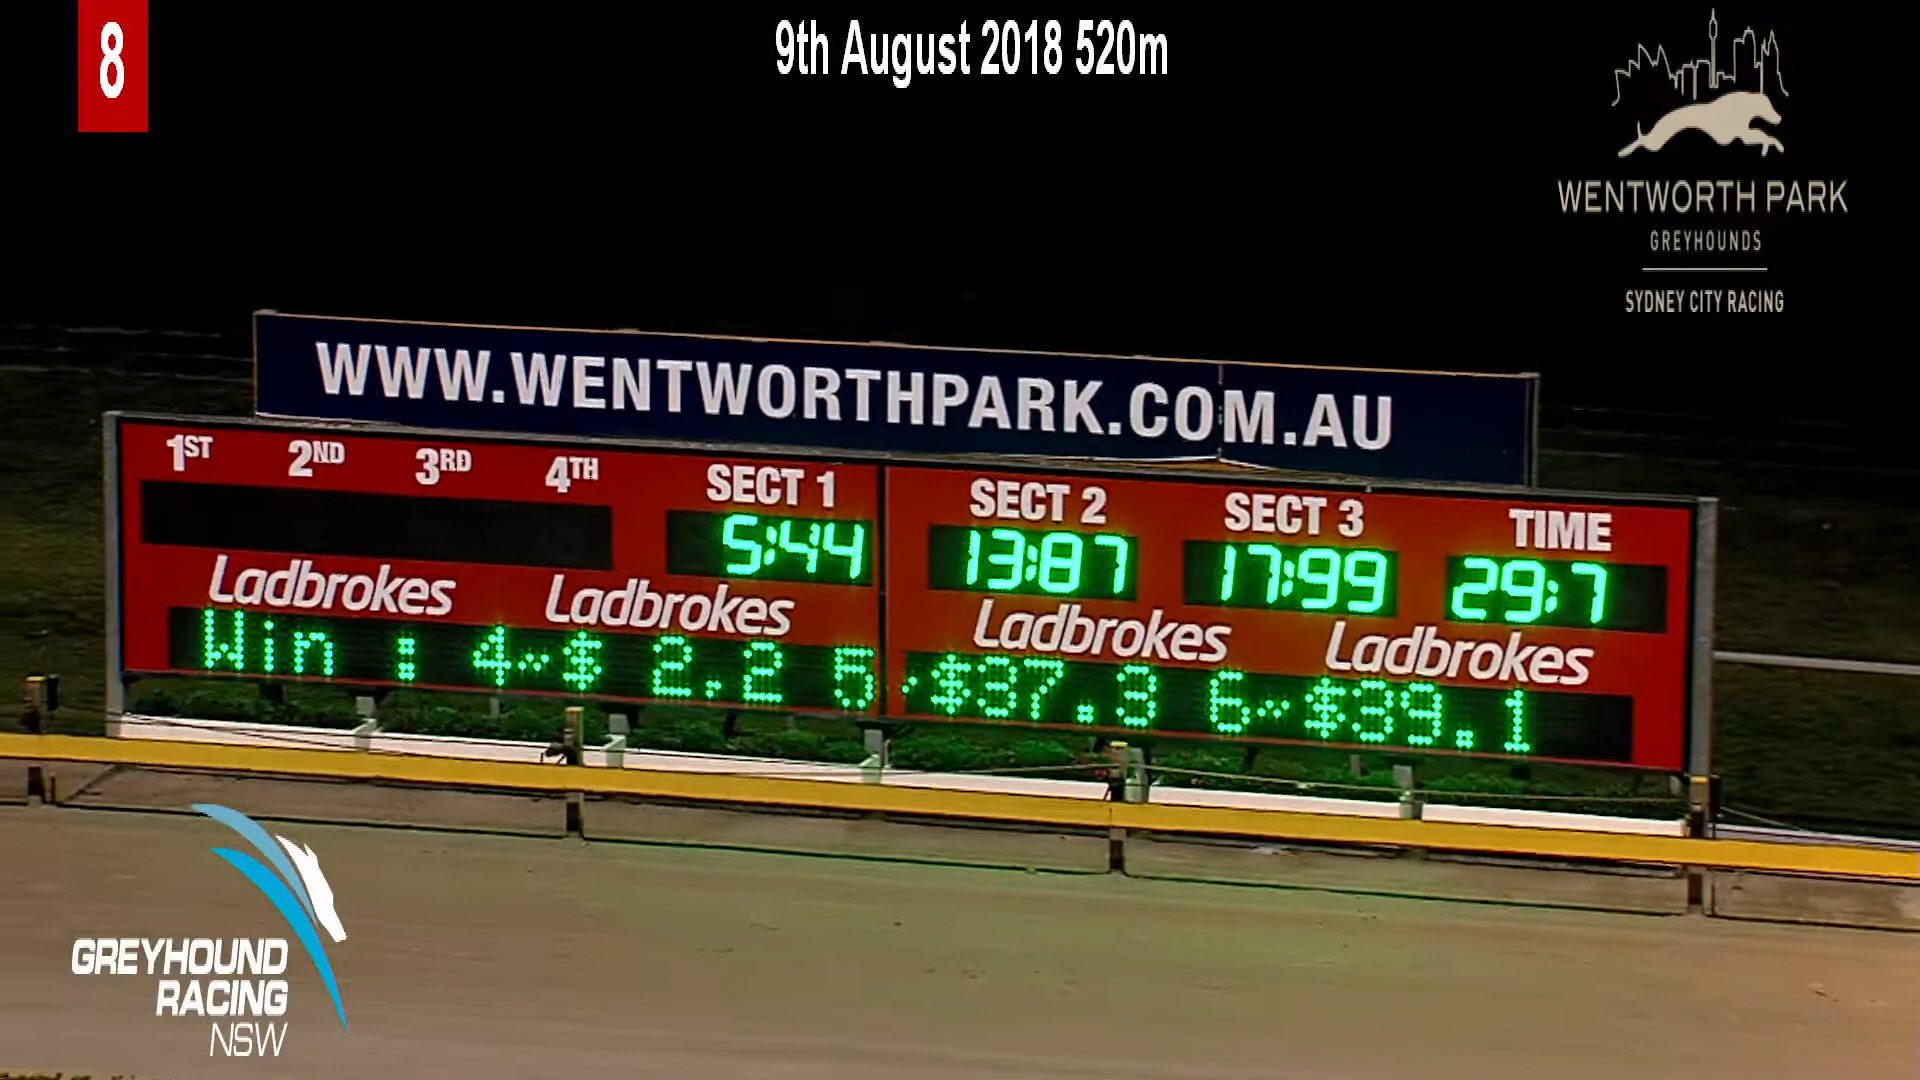 8
9th August 2018 520m
WENTWORTH PARK
GREYHOUNDS
SYDNEY CITY RACING
WWW.WENTWORTHPARK.COM.AU
1ST 2ND 3RD 4TH SECT 1 SECT 2 SECT 3 TIME
5:44 13:87 17:99 29:7
Ladbrokes Ladbrokes Ladbrokes Ladbrokes
Win : 4~$ 2.2 5~$37.3 6~$39.1
GREYHOUND
RACING
NSW